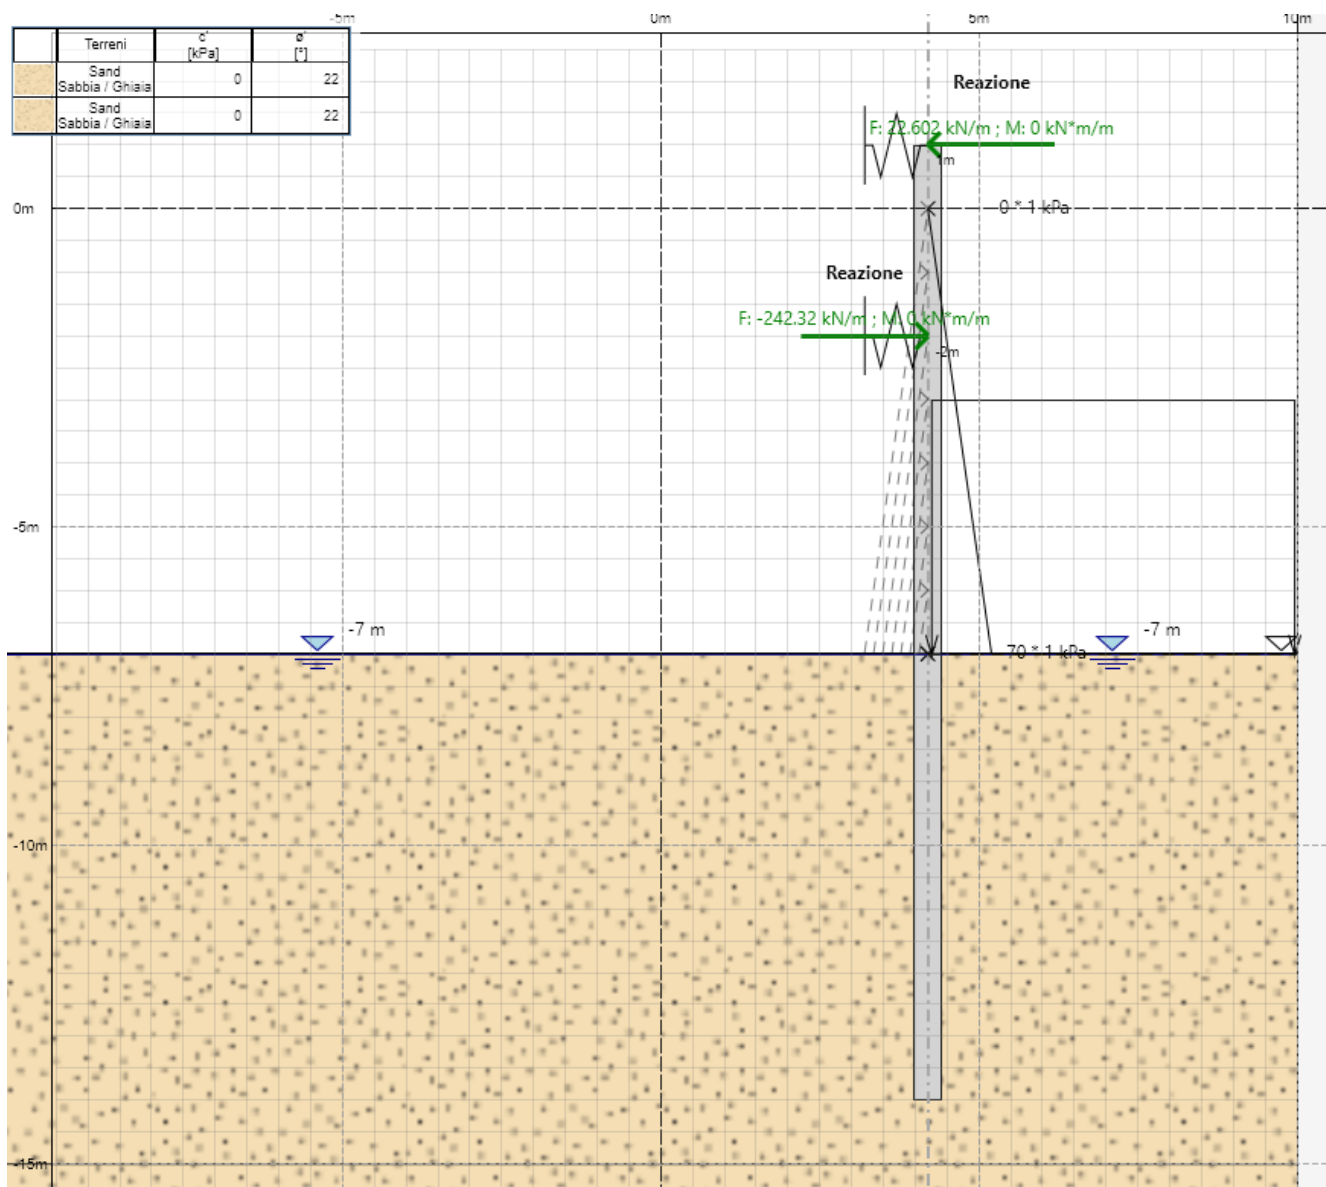 -5m 0m 5m 10m
Terreni c' [kPa] ø' [°]
Sand
Sabbia / Ghiaia 0 22
Sand
Sabbia / Ghiaia 0 22
Reazione
F: 22.602 kN/m ; M: 0 kN*m/m
1m
0m
0 * 1 kPa
Reazione
F: -242.32 kN/m ; M: 0 kN*m/m
-2m
-5m
-7 m
-7 m
70 * 1 kPa
-10m
-15m